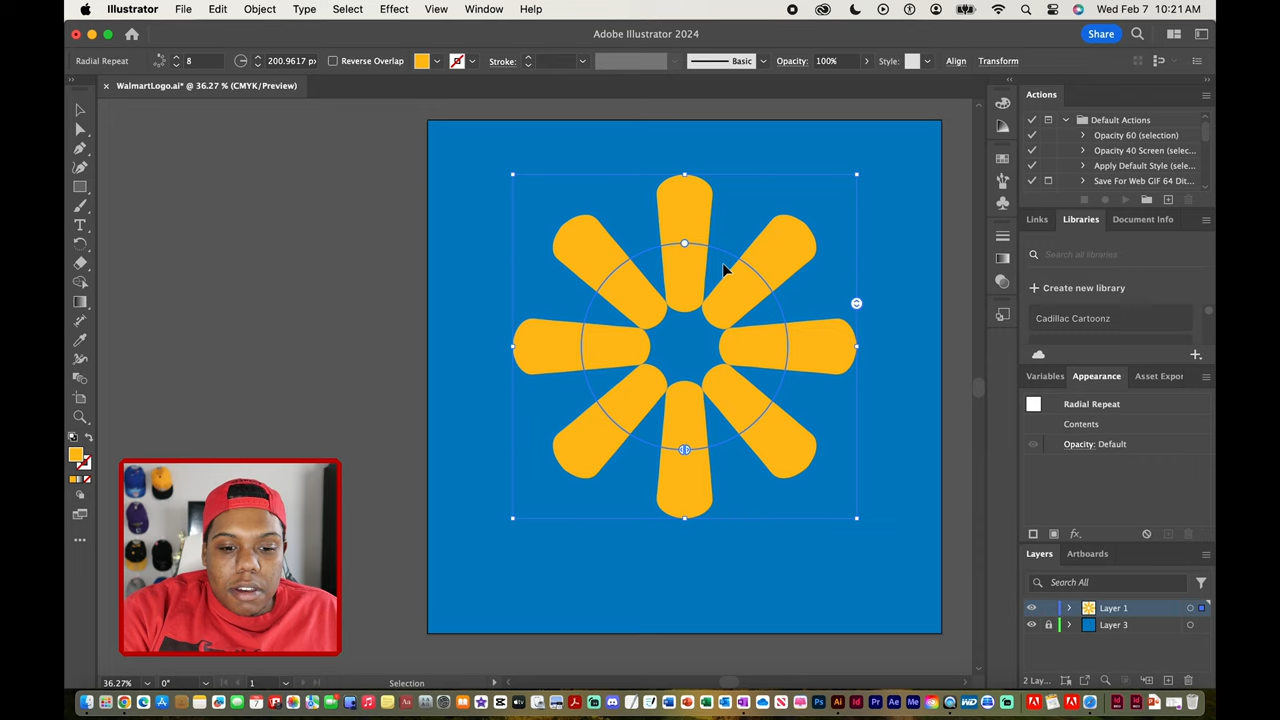 Illustrator File Edit Object Type Select Effect View Window Help Wed Feb 7 10:21AM
Adobe Illustrator 2024 Share
Radial Repeat 8 200.9617 px Reverse Overlap Stroke: Basic Opacity: 100% Style: Align Transform
× WalmartLogo.ai* @ 36.27 % (CMYK/Preview)
Actions
Default Actions
Opacity 60 (selection)
Opacity 40 Screen (selec...
Apply Default Style (sele...
Save For Web GIF 64 Dit...
Links Libraries Document Info
Search all libraries
+ Create new library
Cadillac Cartoonz
Variables Appearance Asset Expor
Radial Repeat
Contents
Opacity: Default
fx.
Layers Artboards
Search All
Layer 1
Layer 3
36.27% 0° 1 Selection 2 Lay...